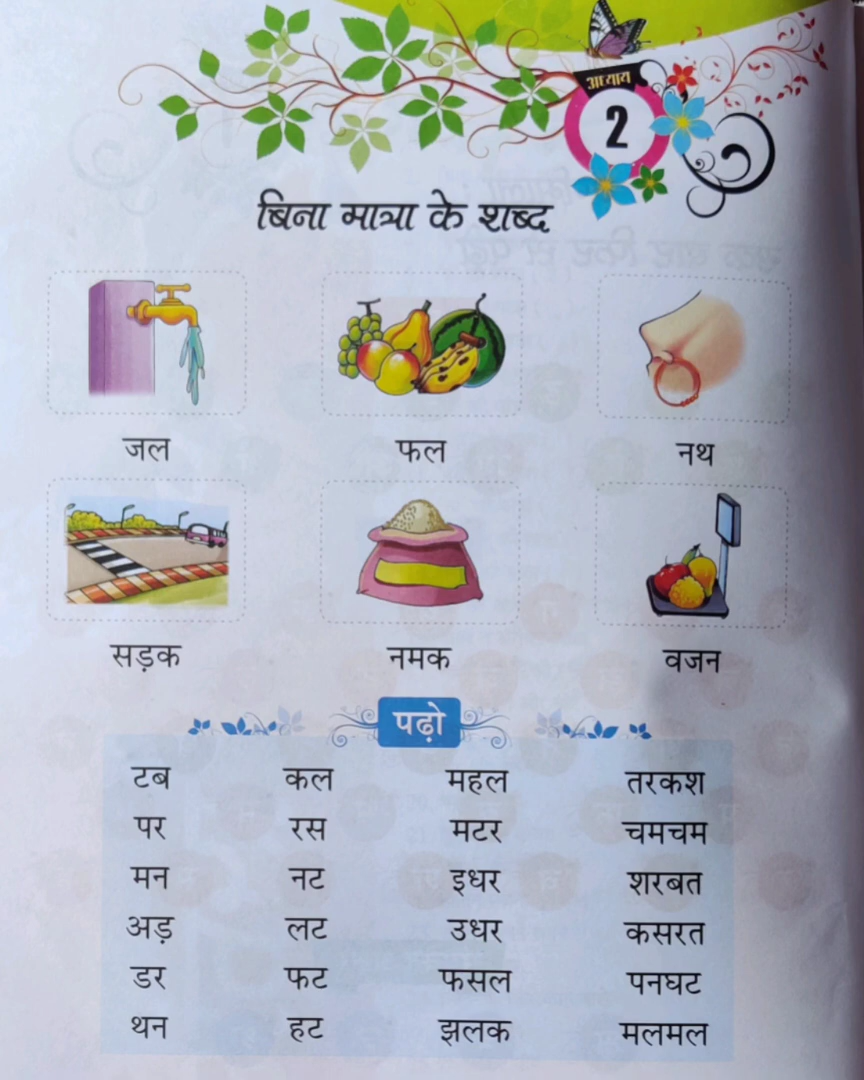 अध्याय
2
बिना मात्रा के शब्द
जल फल नथ
सड़क नमक वजन
पढ़ो
टब कल महल तरकश
पर रस मटर चमचम
मन नट इधर शरबत
अड़ लट उधर कसरत
डर फट फसल पनघट
थन हट झलक मलमल